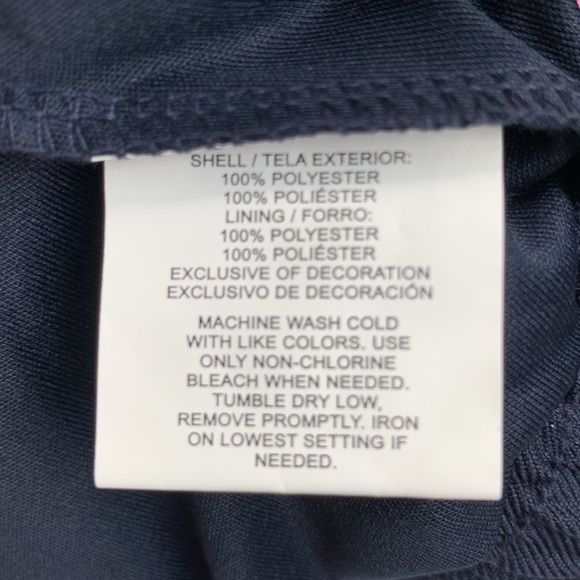 SHELL / TELA EXTERIOR:
100% POLYESTER
100% POLIÉSTER
LINING / FORRO:
100% POLYESTER
100% POLIÉSTER
EXCLUSIVE OF DECORATION
EXCLUSIVO DE DECORACIÓN
MACHINE WASH COLD
WITH LIKE COLORS. USE
ONLY NON-CHLORINE
BLEACH WHEN NEEDED.
TUMBLE DRY LOW,
REMOVE PROMPTLY. IRON
ON LOWEST SETTING IF
NEEDED.